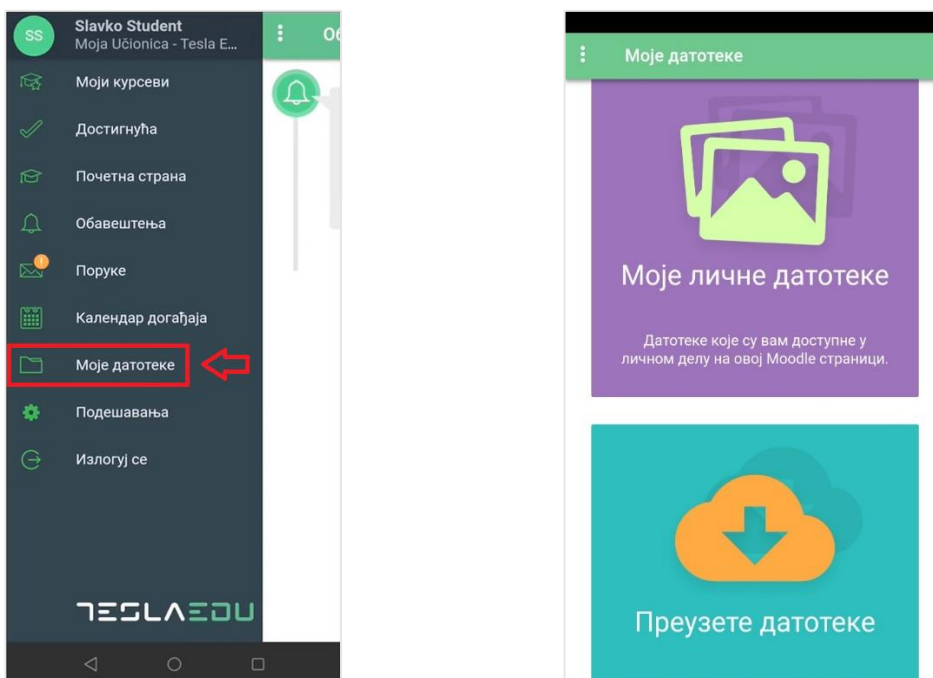 SS
Slavko Student
Moja Učionica - Tesla E...
Об
Моји курсеви
Достигнућа
Почетна страна
Обавештења
Поруке
Календар догађаја
Моје датотеке
Подешавања
Излогуј се
TESLAEDU
Моје датотеке
Моје личне датотеке
Датотеке које су вам доступне у
личном делу на овој Moodle страници.
Преузете датотеке